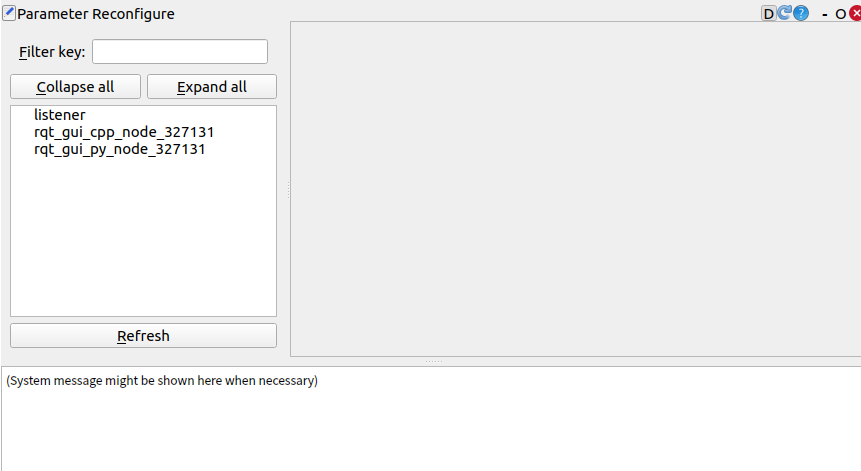 Parameter Reconfigure
D ? - O
Filter key:
Collapse all Expand all
listener
rqt_gui_cpp_node_327131
rqt_gui_py_node_327131
Refresh
(System message might be shown here when necessary)